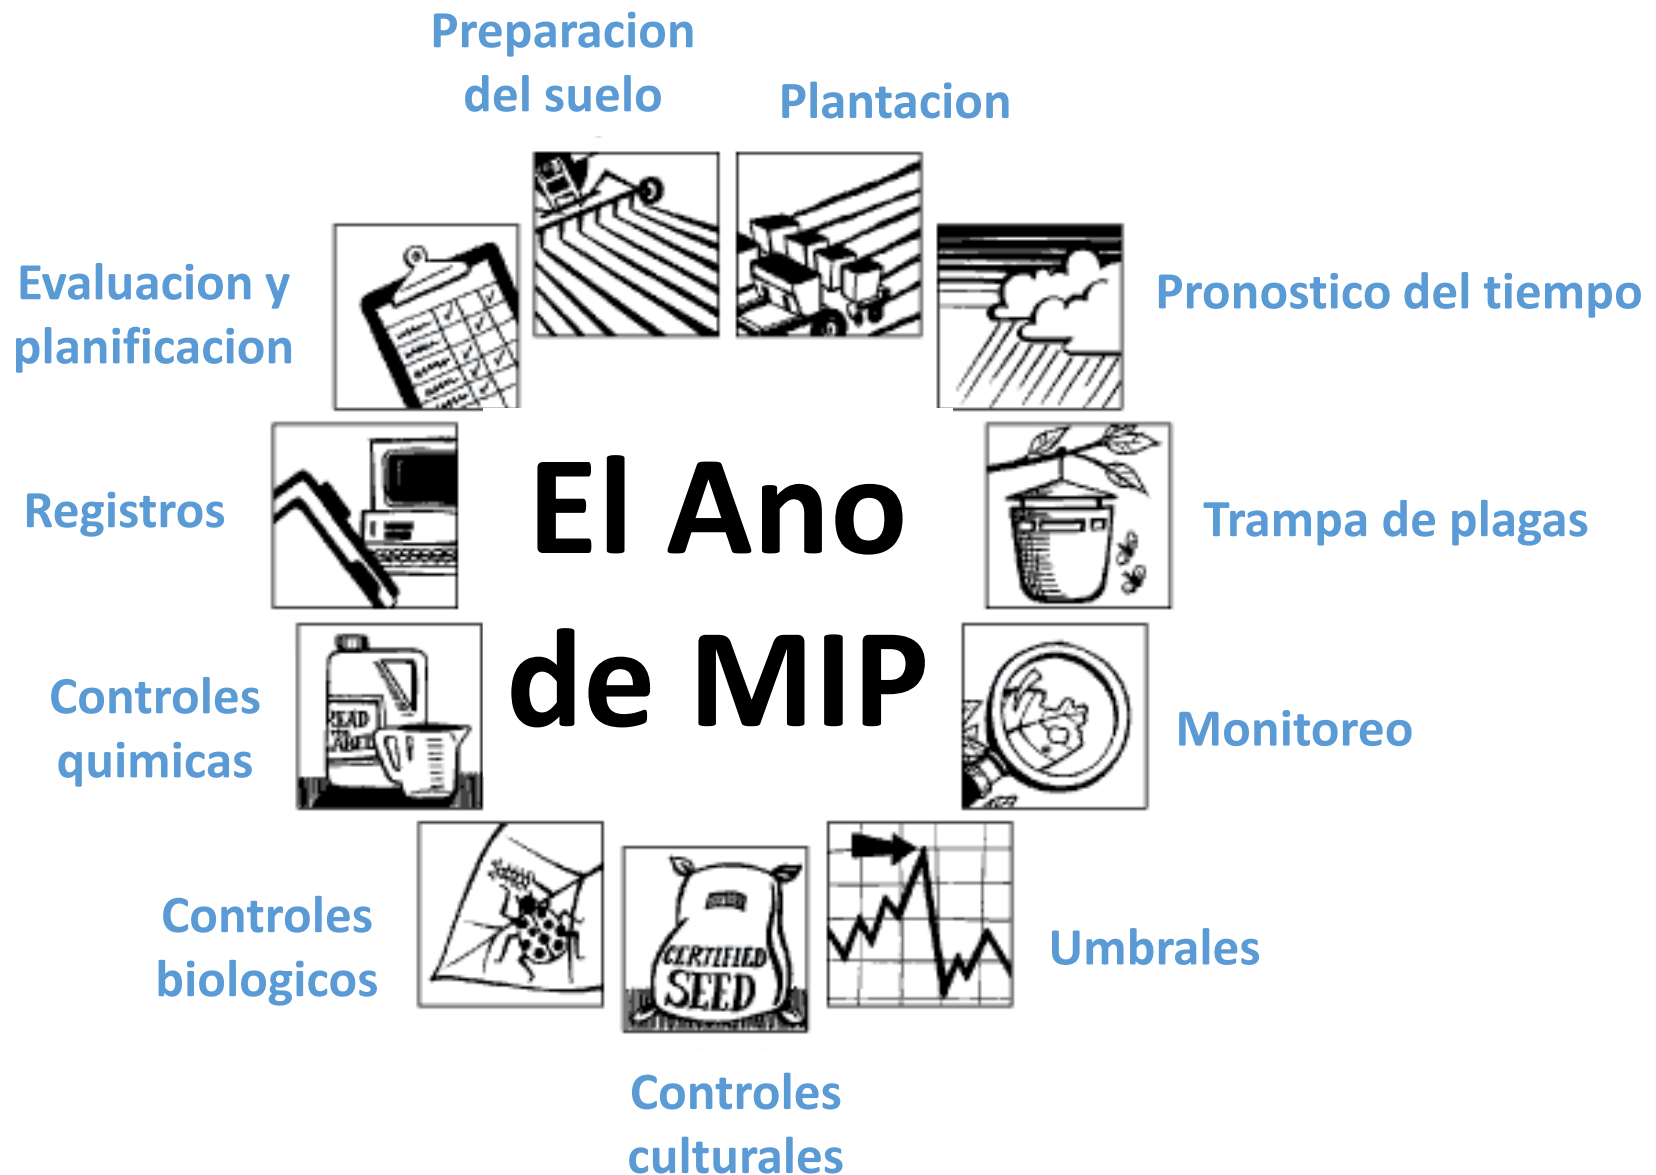 Preparacion
del suelo
Plantacion
Pronostico del tiempo
Trampa de plagas
Monitoreo
Umbrales
Controles
culturales
Controles
biologicos
Controles
quimicas
Registros
Evaluacion y
planificacion
El Ano
de MIP
CERTIFIED
SEED